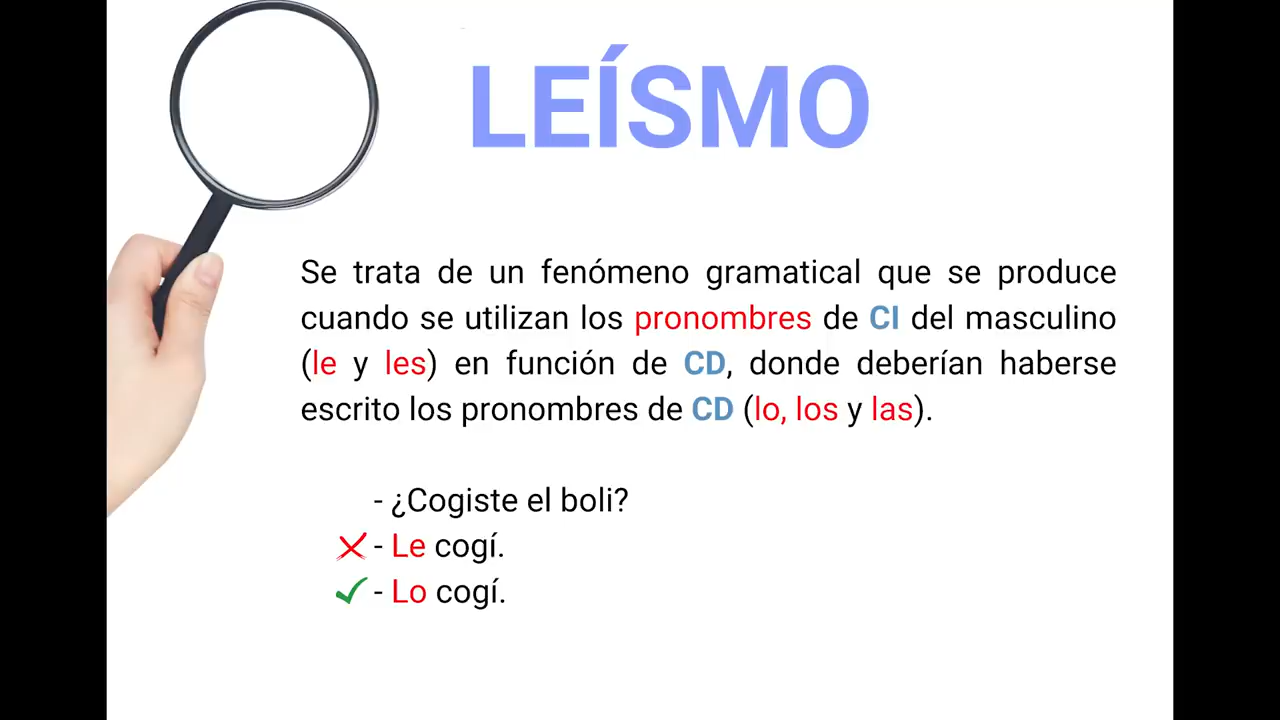 LEÍSMO
Se trata de un fenómeno gramatical que se produce
cuando se utilizan los pronombres de CI del masculino
(le y les) en función de CD, donde deberían haberse
escrito los pronombres de CD (lo, los y las).
- ¿Cogiste el boli?
- Le cogí.
- Lo cogí.